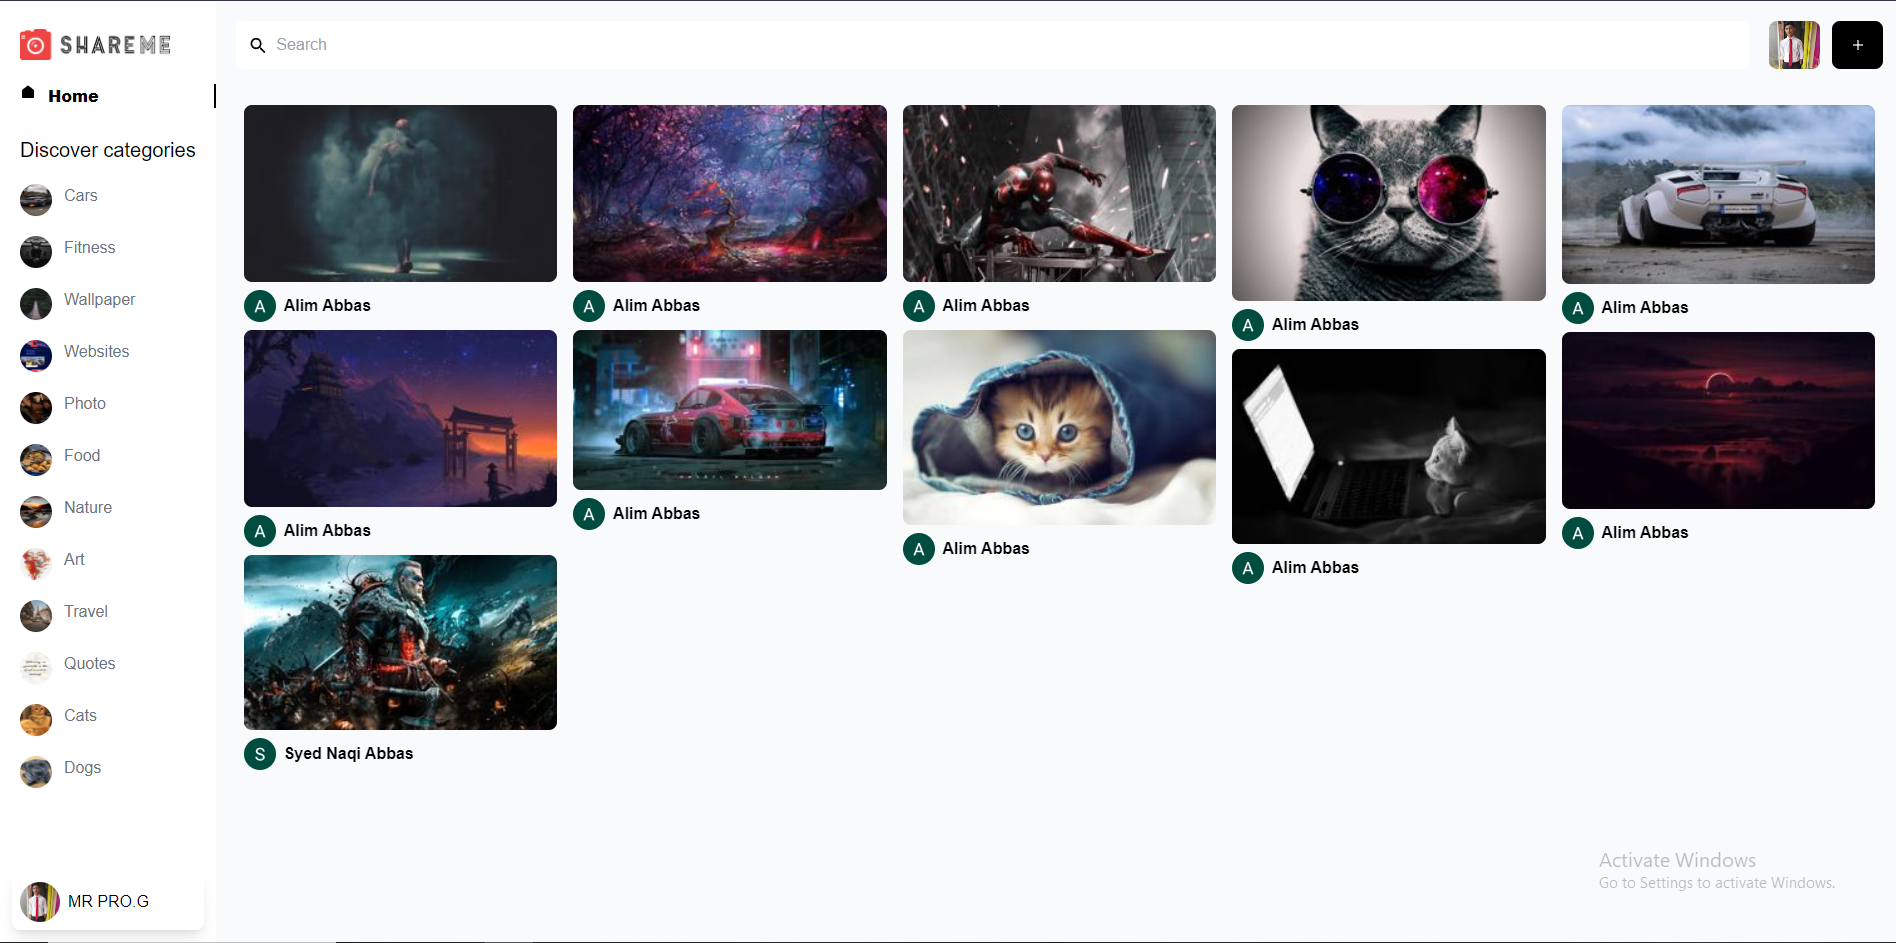 SHAREME
Search
+
Home
Discover categories
Cars
Fitness
Wallpaper
Websites
Photo
Food
Nature
Art
Travel
Quotes
Cats
Dogs
MR PRO.G
A Alim Abbas
A Alim Abbas
A Alim Abbas
A Alim Abbas
A Alim Abbas
A Alim Abbas
A Alim Abbas
A Alim Abbas
A Alim Abbas
A Alim Abbas
S Syed Naqi Abbas
Activate Windows
Go to Settings to activate Windows.